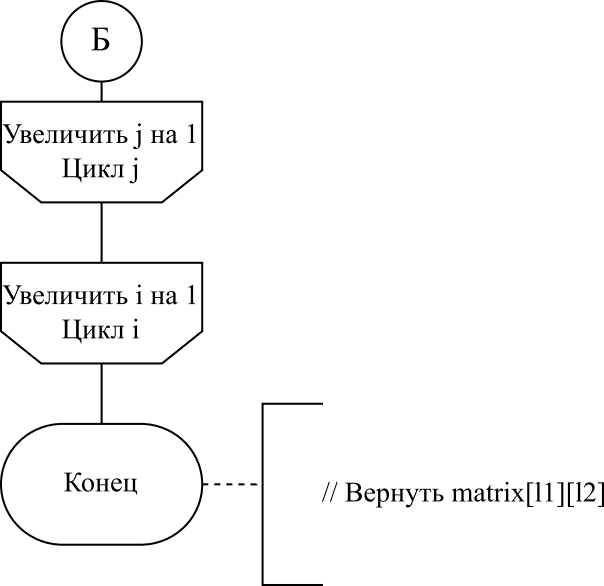 Б
Увеличить j на 1
Цикл j
Увеличить i на 1
Цикл i
Конец
// Вернуть matrix[l1][l2]